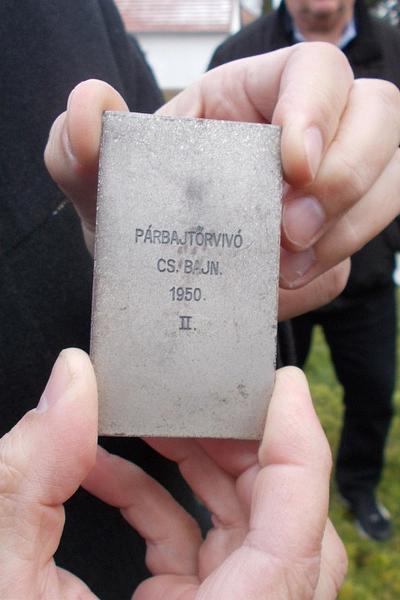 PÁRBAJTŐRVIVÓ
CS. BAJN.
1950.
II.